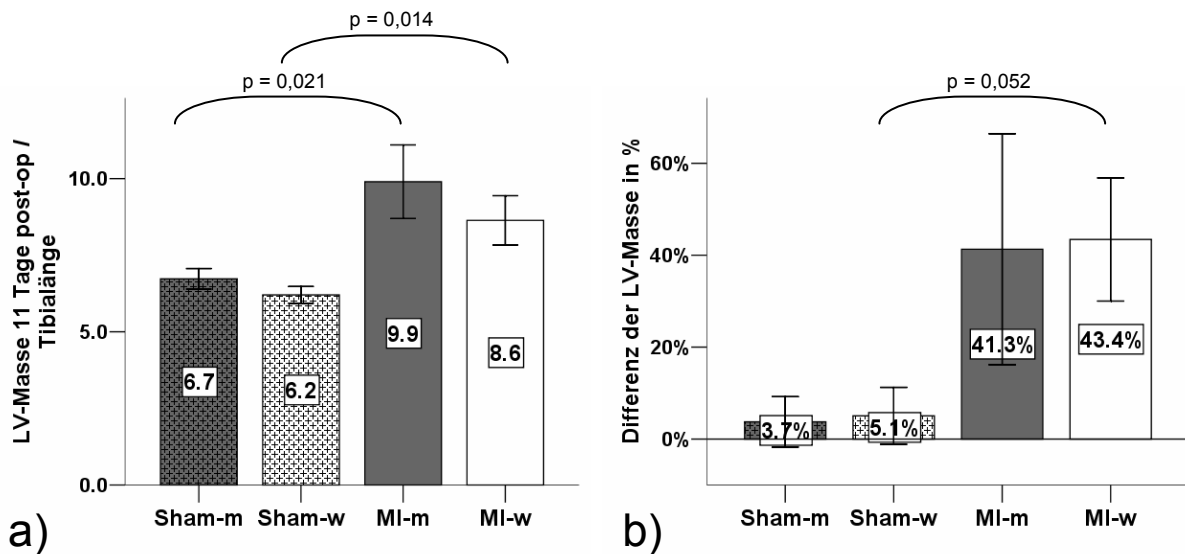 p = 0,014
p = 0,021
LV-Masse 11 Tage post-op /
Tibialänge
10.0
5.0
0.0
6.7
6.2
9.9
8.6
Sham-m
Sham-w
MI-m
MI-w
a)
p = 0,052
Differenz der LV-Masse in %
60%
40%
20%
0%
3.7%
5.1%
41.3%
43.4%
Sham-m
Sham-w
MI-m
MI-w
b)